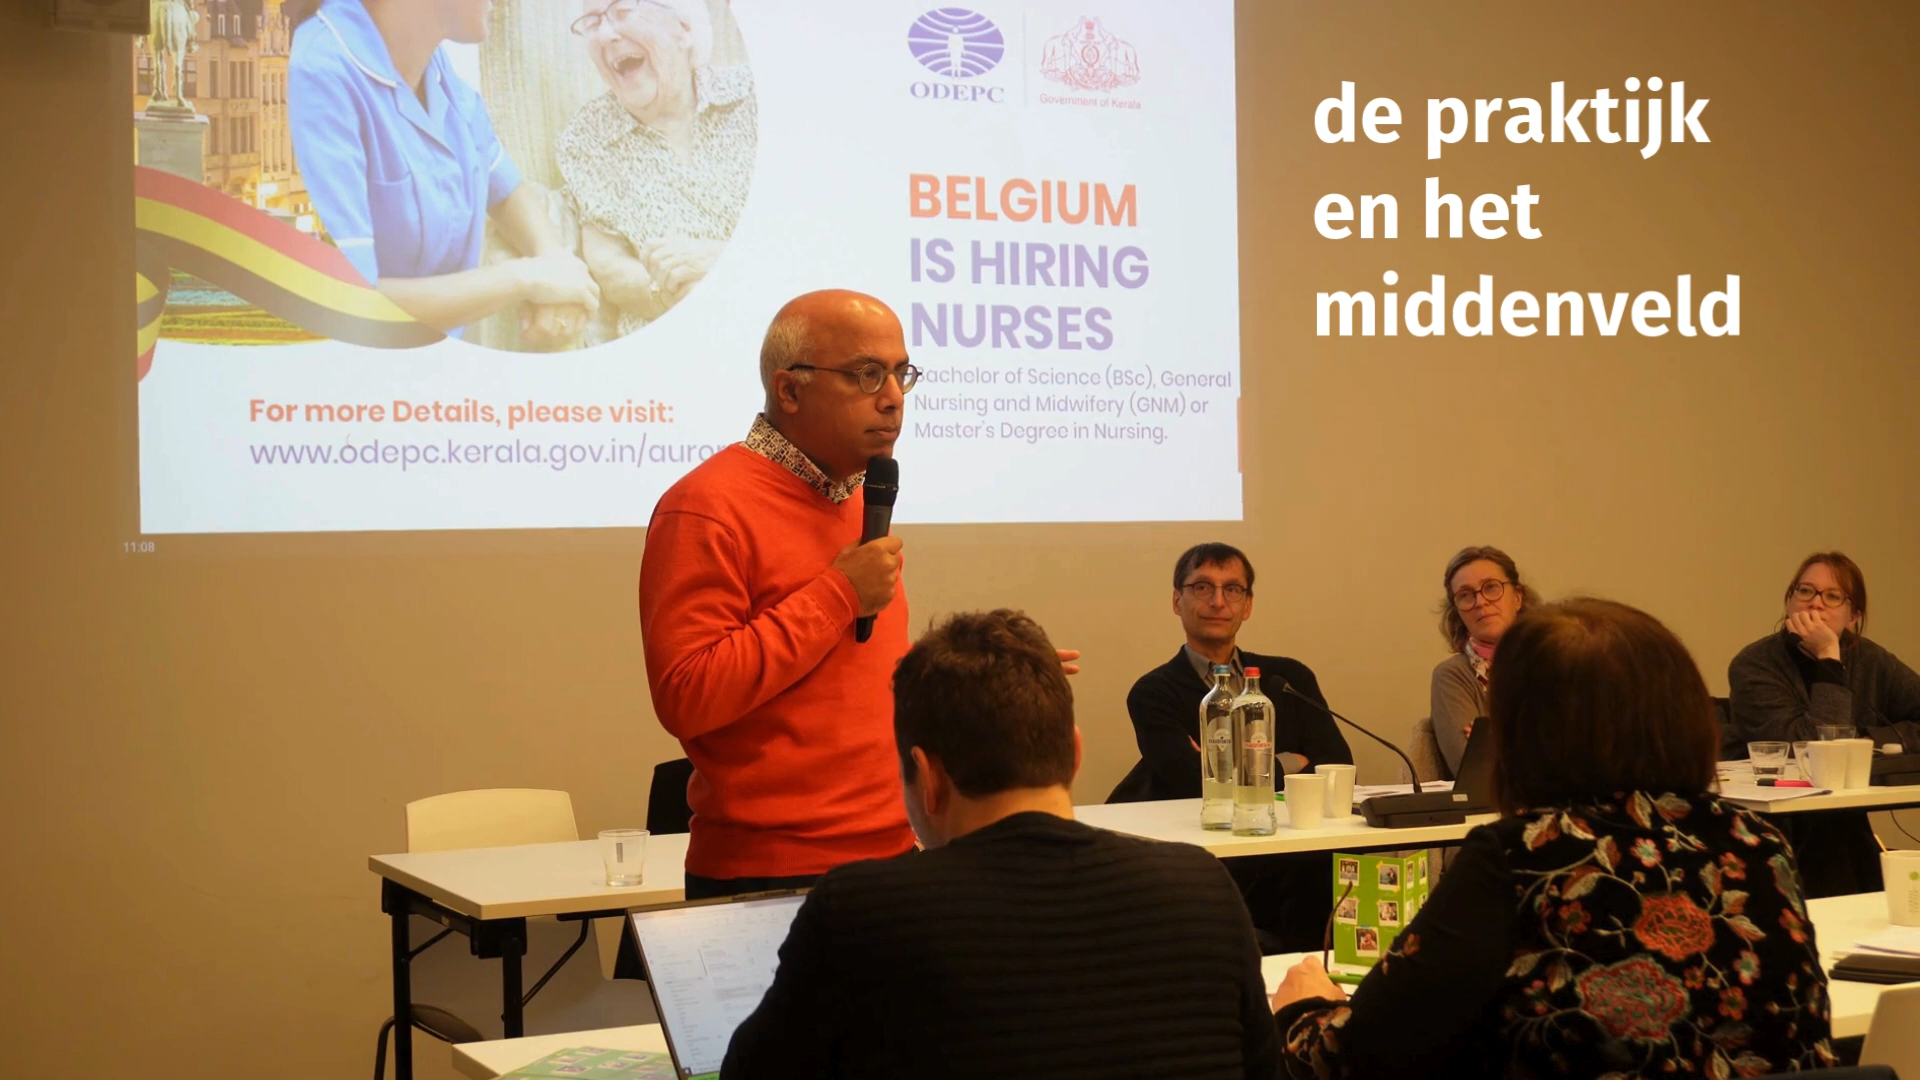 ODEPC
Government of Kerala
BELGIUM
IS HIRING
NURSES
Bachelor of Science (BSc), General
Nursing and Midwifery (GNM) or
Master's Degree in Nursing.
For more Details, please visit:
www.odepc.kerala.gov.in/auror
11:08
de praktijk
en het
middenveld